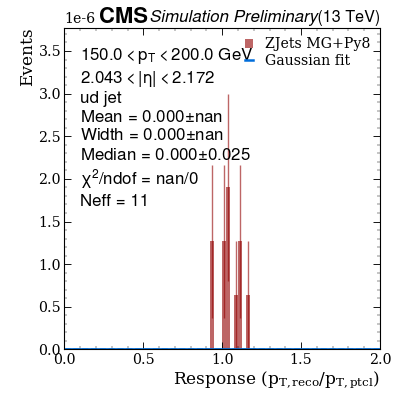 1e-6 CMS Simulation Preliminary (13 TeV)
Events
ZJets MG+Py8
Gaussian fit
150.0 < pT < 200.0 GeV
2.043 < |η| < 2.172
ud jet
Mean = 0.000±nan
Width = 0.000±nan
Median = 0.000±0.025
χ²/ndof = nan/0
Neff = 11
3.5
3.0
2.5
2.0
1.5
1.0
0.5
0.0
0.0 0.5 1.0 1.5 2.0
Response (pT,reco/pT,ptcl)